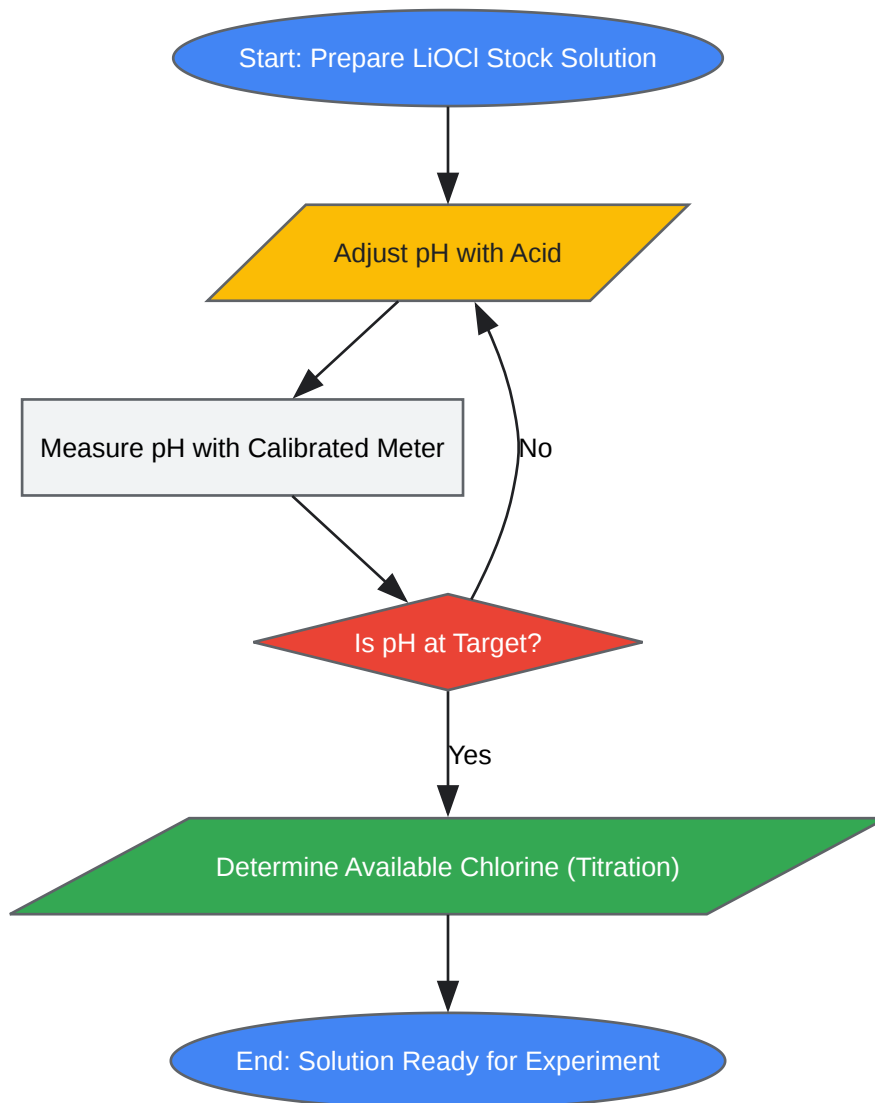 Start: Prepare LiOCl Stock Solution
Adjust pH with Acid
Measure pH with Calibrated Meter
No
Is pH at Target?
Yes
Determine Available Chlorine (Titration)
End: Solution Ready for Experiment